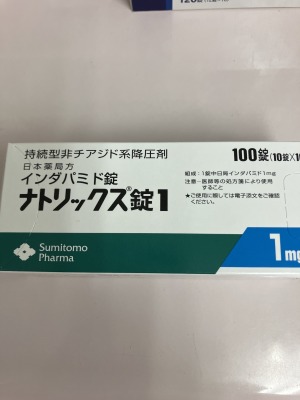 持続型非チアジド系降圧剤
日本薬局方
インダパミド錠
ナトリックス®錠1
100錠(10錠×1
組成:1錠中日局インダパミド1mg
注意-医師等の処方箋により使用
すること
★ご使用に際しては電子添文をご確認
ください。
Sumitomo
Pharma
1mg